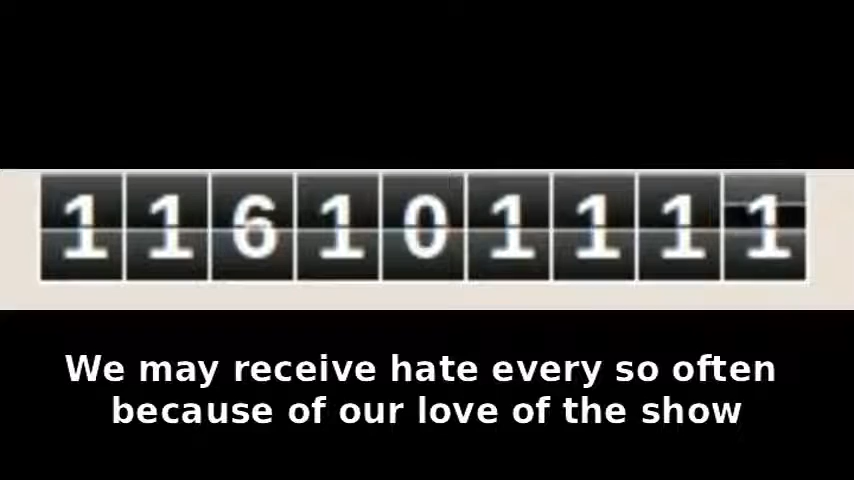 116101111
We may receive hate every so often
because of our love of the show